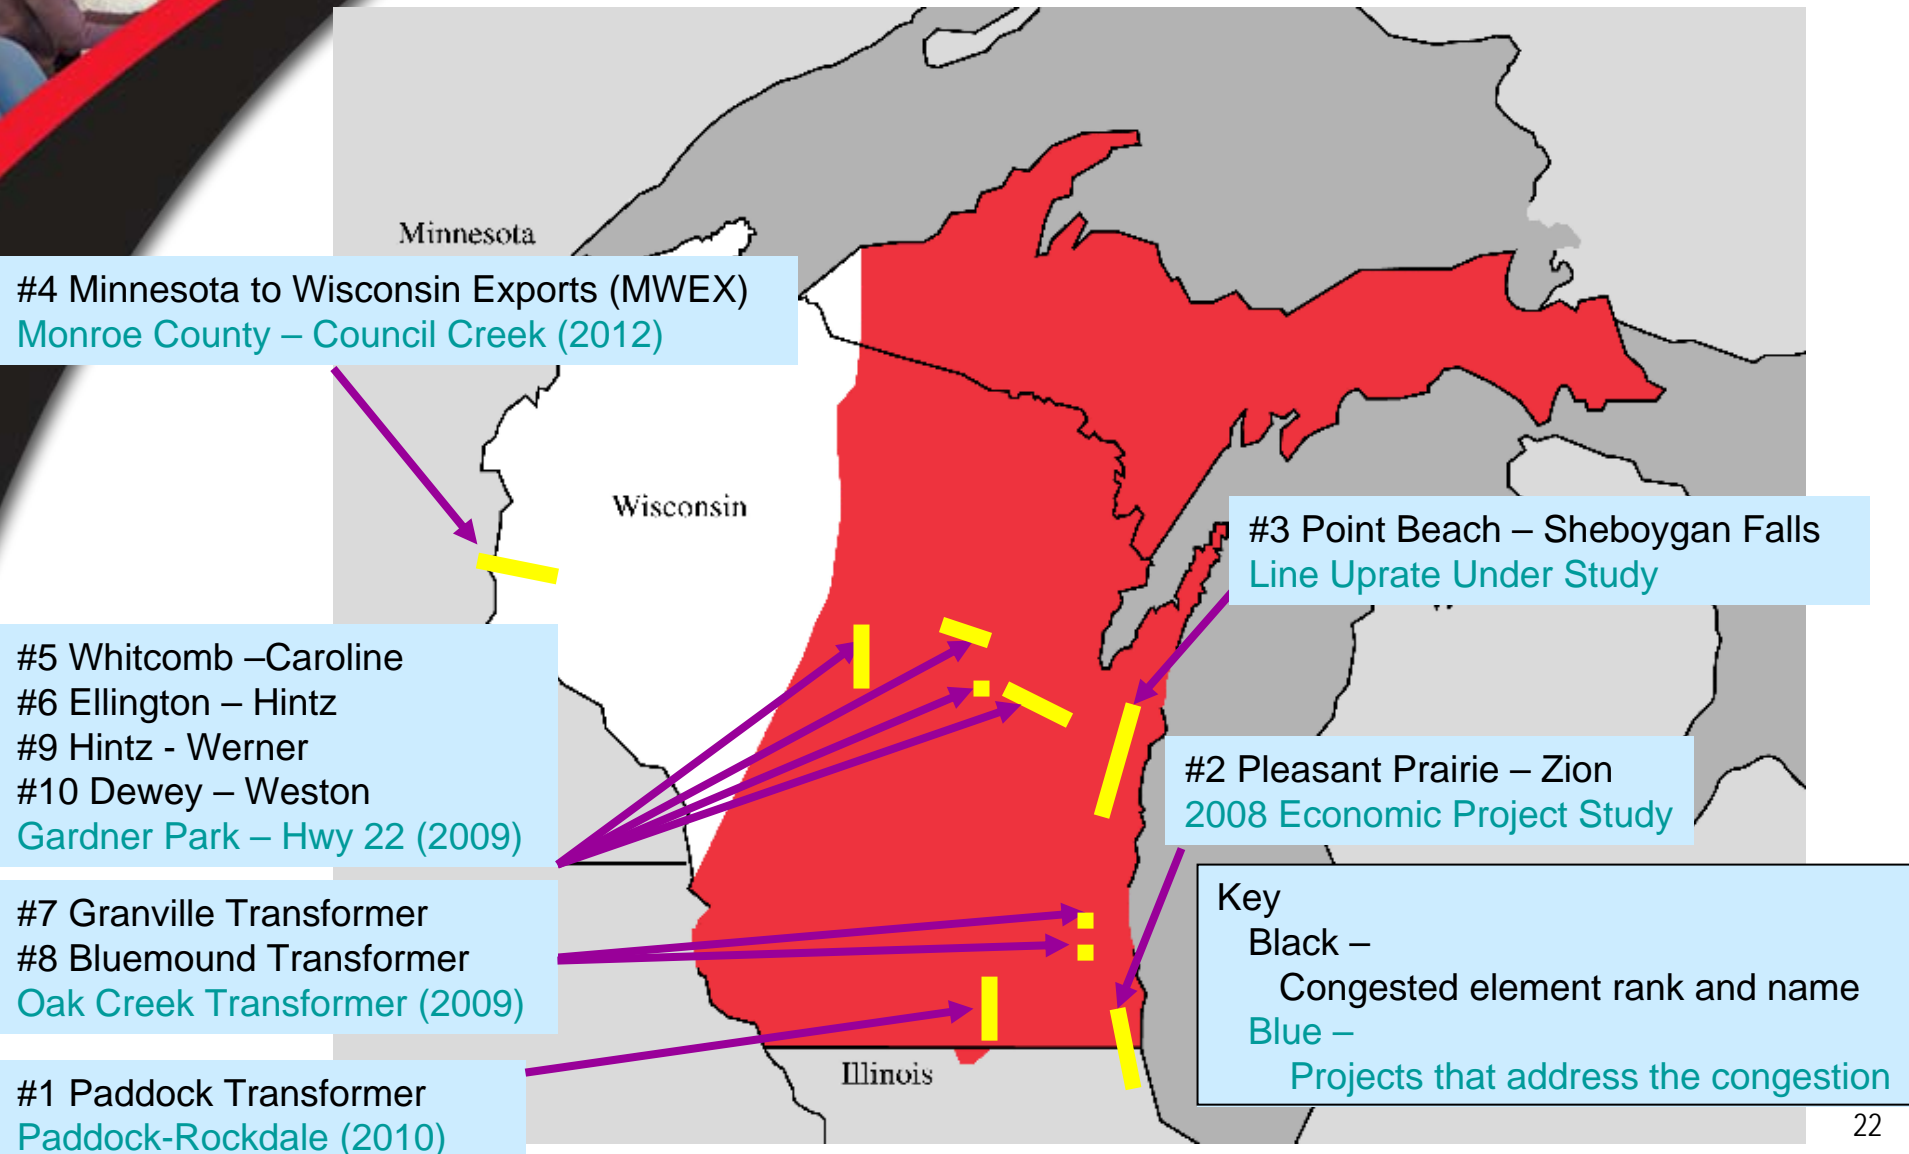 Minnesota
#4 Minnesota to Wisconsin Exports (MWEX)
Monroe County – Council Creek (2012)
Wisconsin
#3 Point Beach – Sheboygan Falls
Line Uprate Under Study
#5 Whitcomb –Caroline
#6 Ellington – Hintz
#9 Hintz - Werner
#10 Dewey – Weston
Gardner Park – Hwy 22 (2009)
#2 Pleasant Prairie – Zion
2008 Economic Project Study
#7 Granville Transformer
#8 Bluemound Transformer
Oak Creek Transformer (2009)
Key
Black –
Congested element rank and name
Blue –
Projects that address the congestion
Illinois
#1 Paddock Transformer
Paddock-Rockdale (2010)
22